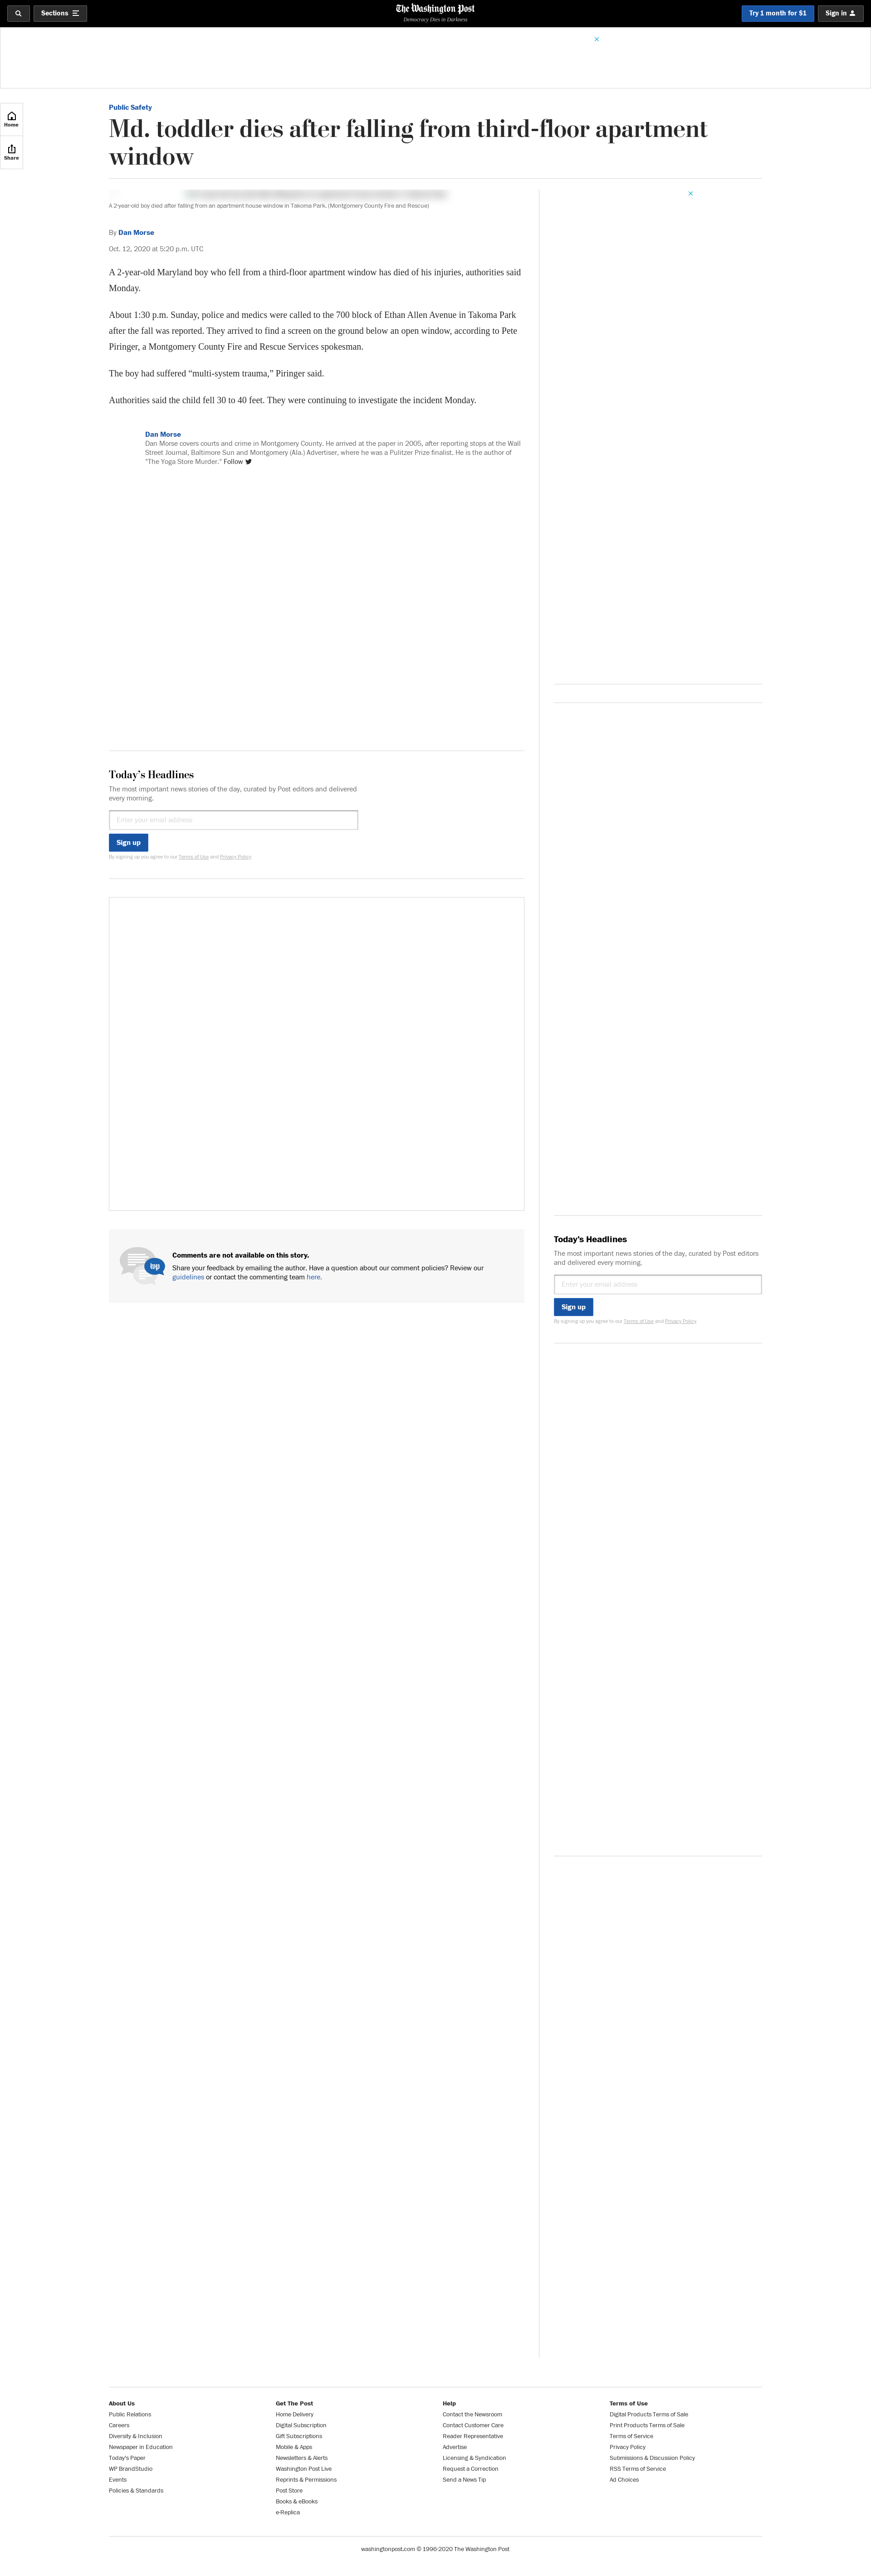 Sections
The Washington Post
Democracy Dies in Darkness
Try 1 month for $1
Sign in
Home
Share
Public Safety
Md. toddler dies after falling from third-floor apartment
window
A 2-year-old boy died after falling from an apartment house window in Takoma Park. (Montgomery County Fire and Rescue)
By Dan Morse
Oct. 12, 2020 at 5:20 p.m. UTC
A 2-year-old Maryland boy who fell from a third-floor apartment window has died of his injuries, authorities said
Monday.
About 1:30 p.m. Sunday, police and medics were called to the 700 block of Ethan Allen Avenue in Takoma Park
after the fall was reported. They arrived to find a screen on the ground below an open window, according to Pete
Piringer, a Montgomery County Fire and Rescue Services spokesman.
The boy had suffered “multi-system trauma,” Piringer said.
Authorities said the child fell 30 to 40 feet. They were continuing to investigate the incident Monday.
Dan Morse
Dan Morse covers courts and crime in Montgomery County. He arrived at the paper in 2005, after reporting stops at the Wall
Street Journal, Baltimore Sun and Montgomery (Ala.) Advertiser, where he was a Pulitzer Prize finalist. He is the author of
"The Yoga Store Murder." Follow
Today’s Headlines
The most important news stories of the day, curated by Post editors and delivered
every morning.
Enter your email address
Sign up
By signing up you agree to our Terms of Use and Privacy Policy
wp
Comments are not available on this story.
Share your feedback by emailing the author. Have a question about our comment policies? Review our
guidelines or contact the commenting team here.
Today’s Headlines
The most important news stories of the day, curated by Post editors
and delivered every morning.
Enter your email address
Sign up
By signing up you agree to our Terms of Use and Privacy Policy
About Us
Public Relations
Careers
Diversity & Inclusion
Newspaper in Education
Today's Paper
WP BrandStudio
Events
Policies & Standards
Get The Post
Home Delivery
Digital Subscription
Gift Subscriptions
Mobile & Apps
Newsletters & Alerts
Washington Post Live
Reprints & Permissions
Post Store
Books & eBooks
e-Replica
Help
Contact the Newsroom
Contact Customer Care
Reader Representative
Advertise
Licensing & Syndication
Request a Correction
Send a News Tip
Terms of Use
Digital Products Terms of Sale
Print Products Terms of Sale
Terms of Service
Privacy Policy
Submissions & Discussion Policy
RSS Terms of Service
Ad Choices
washingtonpost.com © 1996-2020 The Washington Post